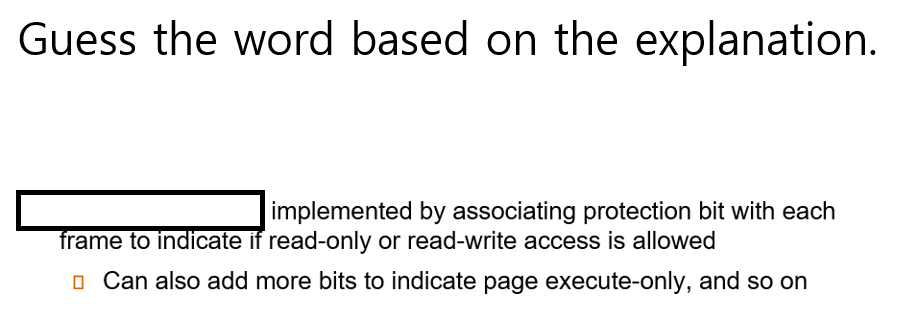 Guess the word based on the explanation.
implemented by associating protection bit with each
frame to indicate if read-only or read-write access is allowed
Can also add more bits to indicate page execute-only, and so on